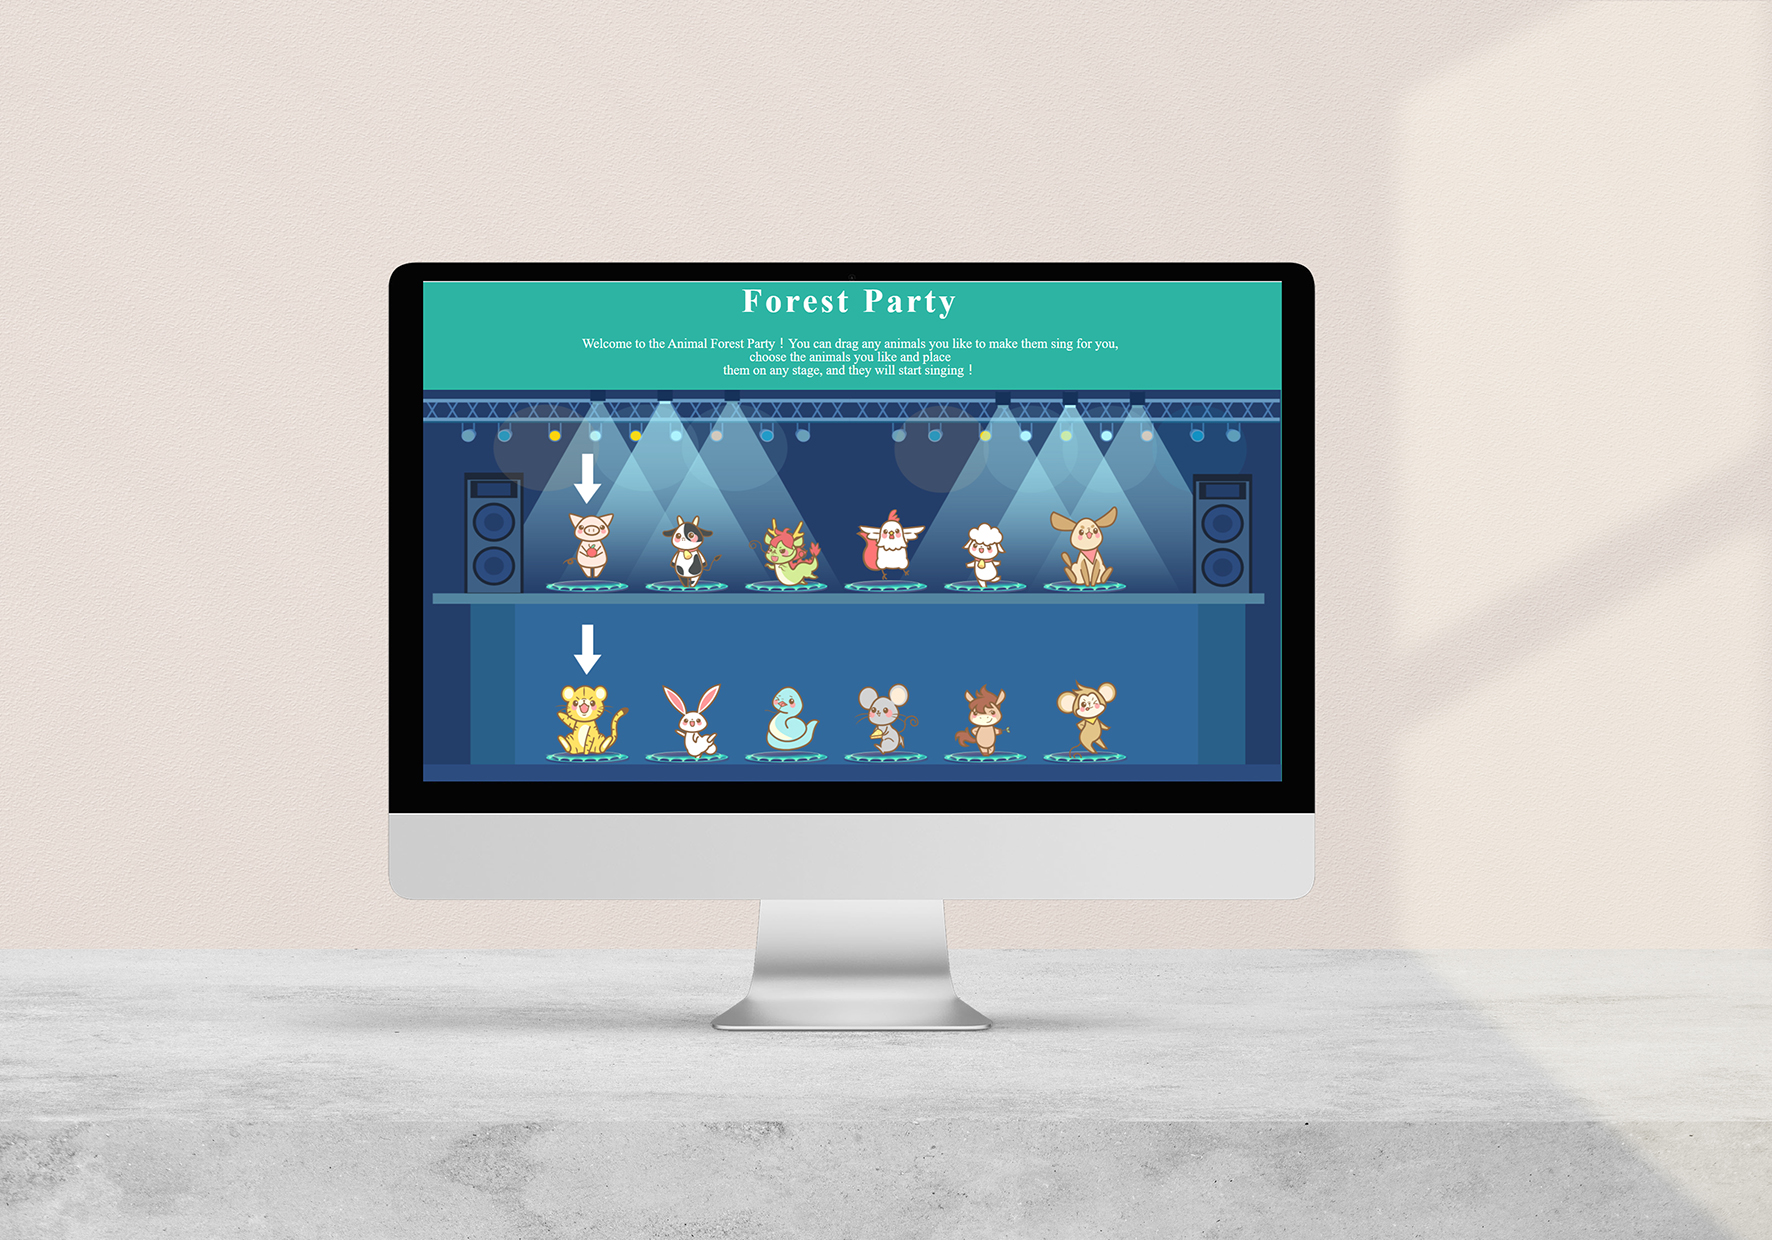 Forest Party
Welcome to the Animal Forest Party！You can drag any animals you like to make them sing for you,
choose the animals you like and place
them on any stage, and they will start singing！